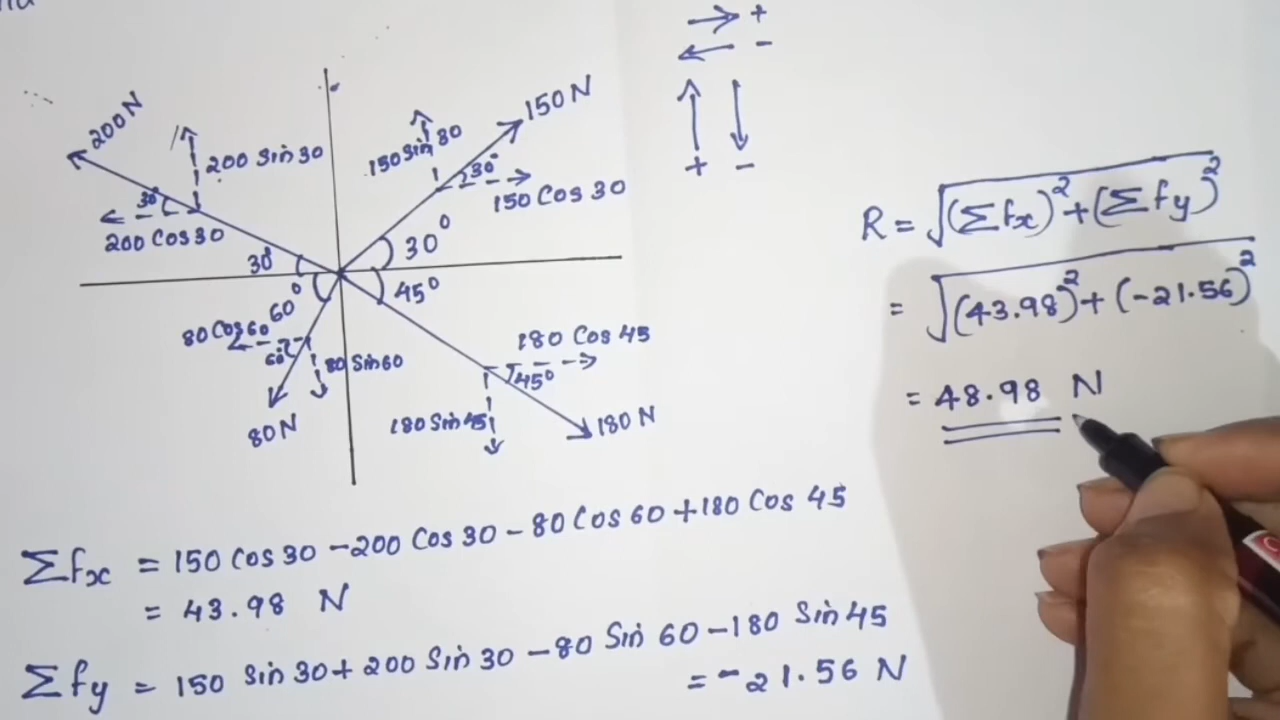 → +
← -
↑ ↓
+ -
200 N
200 Sin 30
30°
200 Cos 30
30°
150 N
150 Sin 30
30°
150 Cos 30
30°
60°
80 Cos 60
60°
80 Sin 60
80 N
45°
180 Cos 45
45°
180 Sin 45
180 N
R = √(Σfx)² + (Σfy)²
= √(43.98)² + (-21.56)²
= 48.98 N
Σfx = 150 Cos 30 - 200 Cos 30 - 80 Cos 60 + 180 Cos 45
= 43.98 N
Σfy = 150 Sin 30 + 200 Sin 30 - 80 Sin 60 - 180 Sin 45
= -21.56 N